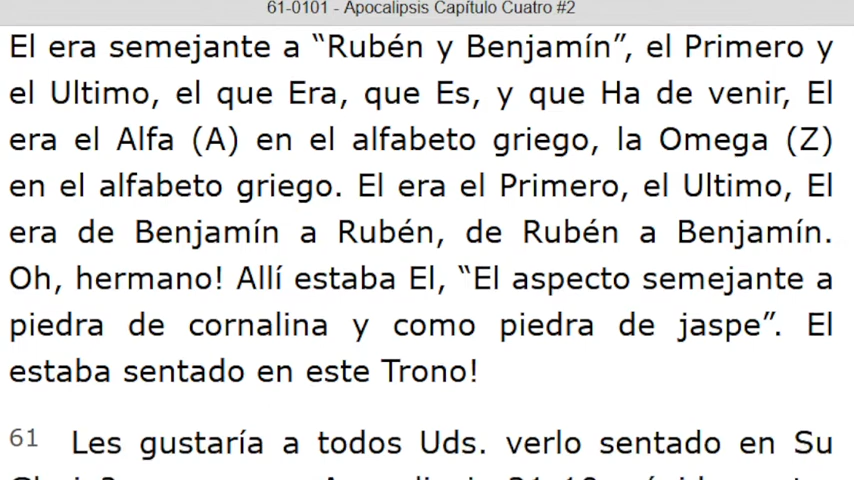 61-0101 - Apocalipsis Capítulo Cuatro #2
El era semejante a “Rubén y Benjamín”, el Primero y
el Ultimo, el que Era, que Es, y que Ha de venir, El
era el Alfa (A) en el alfabeto griego, la Omega (Z)
en el alfabeto griego. El era el Primero, el Ultimo, El
era de Benjamín a Rubén, de Rubén a Benjamín.
Oh, hermano! Allí estaba El, “El aspecto semejante a
piedra de cornalina y como piedra de jaspe”. El
estaba sentado en este Trono!
61 Les gustaría a todos Uds. verlo sentado en Su